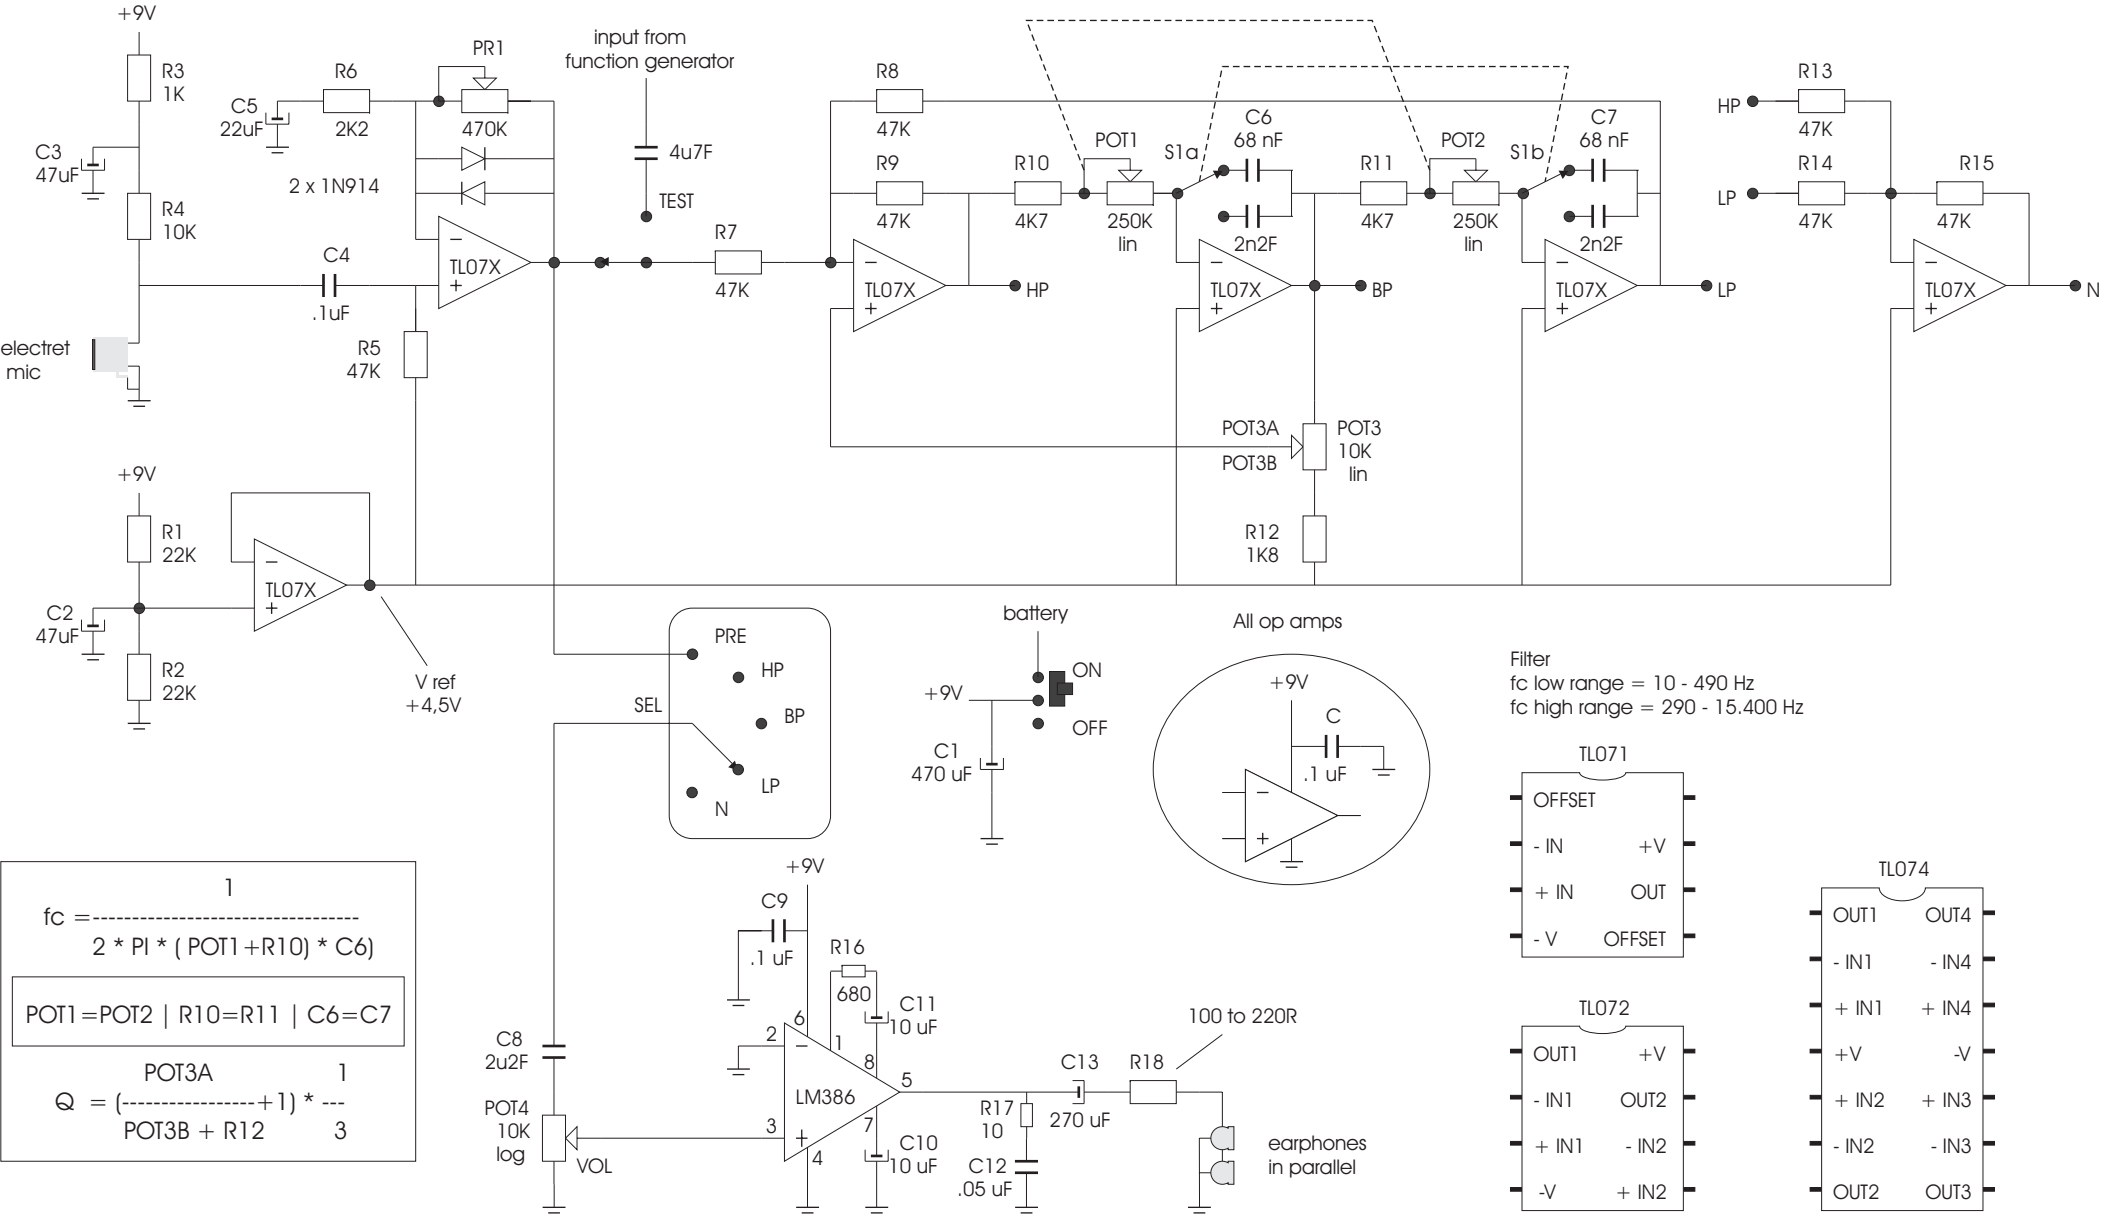 +9V
R3
1K
C3
47uF
R4
10K
C5
22uF
R6
2K2
PR1
470K
2 x 1N914
TL07X
−
+
C4
.1uF
R5
47K
electret
mic
input from
function generator
4u7F
TEST
R7
47K
R8
47K
R9
47K
TL07X
−
+
HP
R10
4K7
POT1
250K
lin
S1a
C6
68 nF
2n2F
TL07X
−
+
BP
R11
4K7
POT2
250K
lin
S1b
C7
68 nF
2n2F
TL07X
−
+
LP
HP
R13
47K
LP
R14
47K
R15
47K
TL07X
−
+
N
POT3A
POT3B
POT3
10K
lin
R12
1K8
+9V
R1
22K
C2
47uF
R2
22K
TL07X
−
+
V ref
+4,5V
PRE
HP
BP
LP
N
SEL
battery
ON
OFF
+9V
C1
470 uF
All op amps
+9V
C
.1 uF
−
+
Filter
fc low range = 10 - 490 Hz
fc high range = 290 - 15.400 Hz
TL071
OFFSET
- IN +V
+ IN OUT
- V OFFSET
TL072
OUT1 +V
- IN1 OUT2
+ IN1 - IN2
-V + IN2
TL074
OUT1 OUT4
- IN1 - IN4
+ IN1 + IN4
+V -V
+ IN2 + IN3
- IN2 - IN3
OUT2 OUT3
1
fc =----------------------------------
2 * PI * ( POT1+R10) * C6)
POT1=POT2 | R10=R11 | C6=C7
POT3A 1
Q = (-----------------+1) * ---
POT3B + R12 3
+9V
C9
.1 uF
R16
680
C11
10 uF
C8
2u2F
POT4
10K
log
VOL
6
2
−
1
8
LM386
5
3
+
4
7
C10
10 uF
R17
10
C12
.05 uF
C13
270 uF
R18
100 to 220R
earphones
in parallel